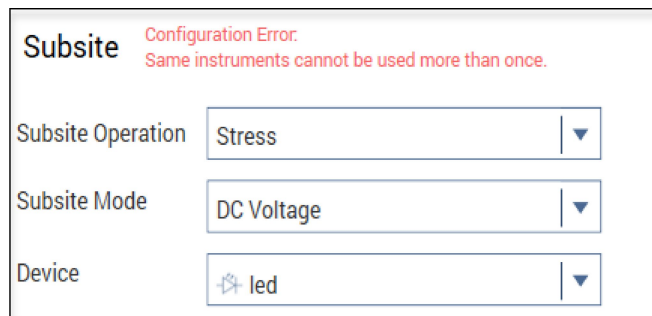 Subsite
Configuration Error:
Same instruments cannot be used more than once.
Subsite Operation Stress
Subsite Mode DC Voltage
Device led